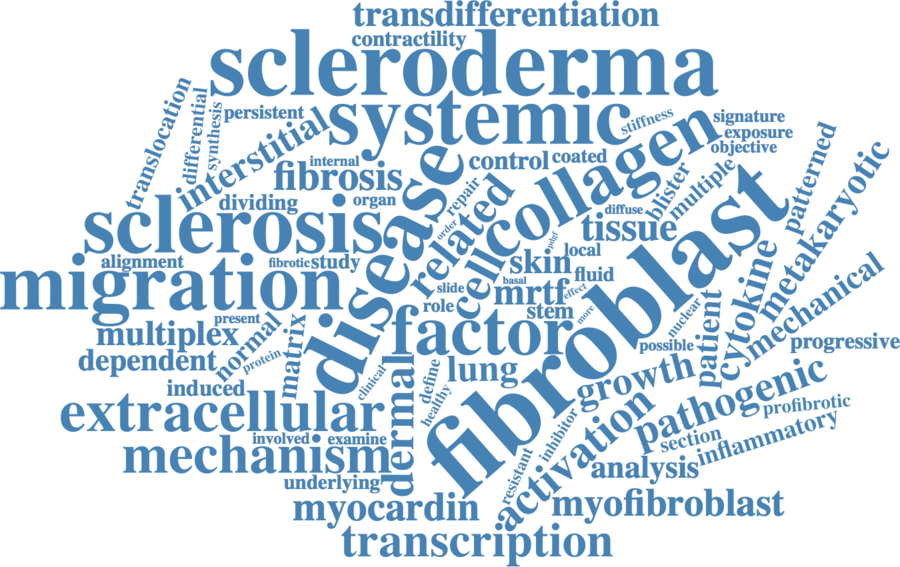 transdifferentiation
contractility
scleroderma
systemic
stiffness
signature
exposure
objective
translocation
differential
synthesis
persistent
interstitial
internal
fibrosis
control
coated
collagen
blister
multiple
patterned
metakaryotic
dividing
organ
disease
repair
order
related
diffuse
tissue
sclerosis
alignment
fibrotic
study
cell
pdgf
local
skin
fluid
basal
effect
migration
slide
role
mrtf
stem
more
fibroblast
nuclear
possible
patient
cytokine
mechanical
progressive
present
multiplex
normal
protein
matrix
factor
dependent
induced
clinical
dermal
define
healthy
lung
growth
pathogenic
profibrotic
extracellular
involved
examine
mechanism
underlying
resistant
inhibitor
activation
section
inflammatory
analysis
myocardin
myofibroblast
transcription